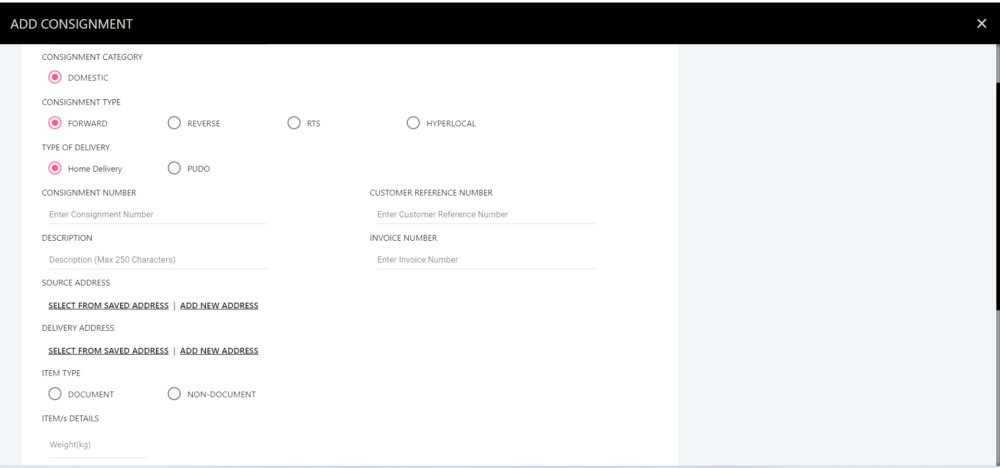 ADD CONSIGNMENT
CONSIGNMENT CATEGORY
DOMESTIC
CONSIGNMENT TYPE
FORWARD REVERSE RTS HYPERLOCAL
TYPE OF DELIVERY
Home Delivery PUDO
CONSIGNMENT NUMBER CUSTOMER REFERENCE NUMBER
Enter Consignment Number Enter Customer Reference Number
DESCRIPTION INVOICE NUMBER
Description (Max 250 Characters) Enter Invoice Number
SOURCE ADDRESS
SELECT FROM SAVED ADDRESS | ADD NEW ADDRESS
DELIVERY ADDRESS
SELECT FROM SAVED ADDRESS | ADD NEW ADDRESS
ITEM TYPE
DOCUMENT NON-DOCUMENT
ITEM/s DETAILS
Weight(kg)